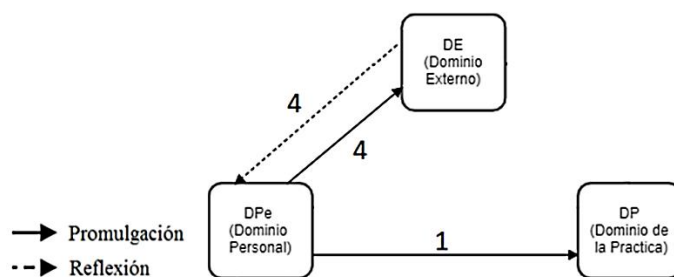 DE
(Dominio
Externo)
4
4
DPe
(Dominio
Personal)
1
DP
(Dominio de
la Practica)
Promulgación
Reflexión